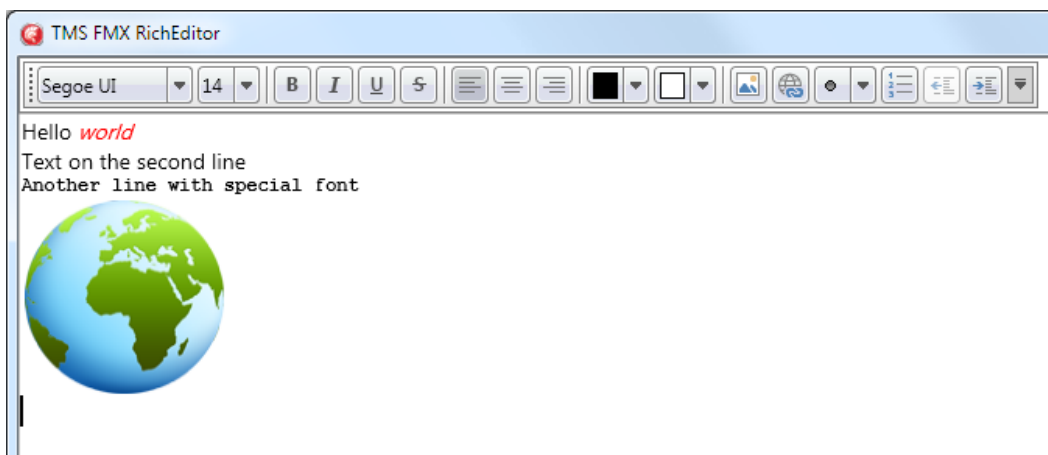 TMS FMX RichEditor
Segoe UI 14 B I U S
Hello world
Text on the second line
Another line with special font